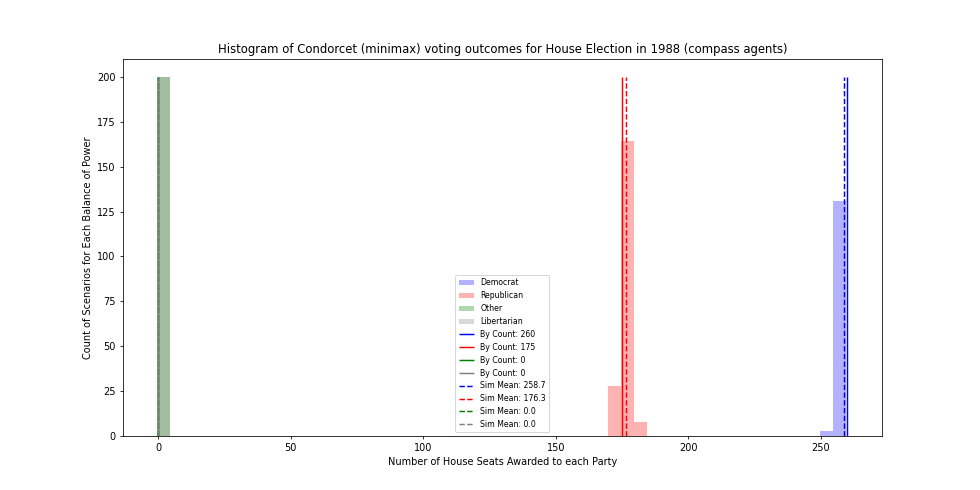 Histogram of Condorcet (minimax) voting outcomes for House Election in 1988 (compass agents)
Count of Scenarios for Each Balance of Power
200
175
150
125
100
75
50
25
0
Democrat
Republican
Other
Libertarian
By Count: 260
By Count: 175
By Count: 0
By Count: 0
Sim Mean: 258.7
Sim Mean: 176.3
Sim Mean: 0.0
Sim Mean: 0.0
0 50 100 150 200 250
Number of House Seats Awarded to each Party